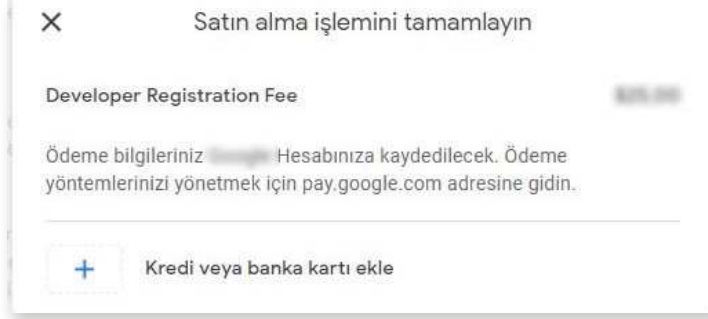 Satın alma işlemini tamamlayın
Developer Registration Fee
Ödeme bilgileriniz Hesabınıza kaydedilecek. Ödeme
yöntemlerinizi yönetmek için pay.google.com adresine gidin.
Kredi veya banka kartı ekle